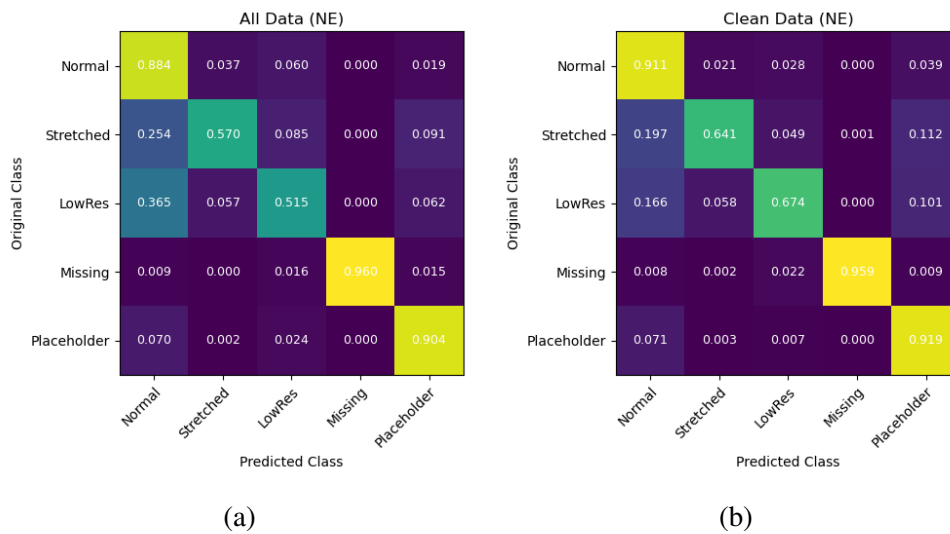 All Data (NE)
Original Class
Normal 0.884 0.037 0.060 0.000 0.019
Stretched 0.254 0.570 0.085 0.000 0.091
LowRes 0.365 0.057 0.515 0.000 0.062
Missing 0.009 0.000 0.016 0.960 0.015
Placeholder 0.070 0.002 0.024 0.000 0.904
Normal Stretched LowRes Missing Placeholder
Predicted Class
(a)
Clean Data (NE)
Original Class
Normal 0.911 0.021 0.028 0.000 0.039
Stretched 0.197 0.641 0.049 0.001 0.112
LowRes 0.166 0.058 0.674 0.000 0.101
Missing 0.008 0.002 0.022 0.959 0.009
Placeholder 0.071 0.003 0.007 0.000 0.919
Normal Stretched LowRes Missing Placeholder
Predicted Class
(b)